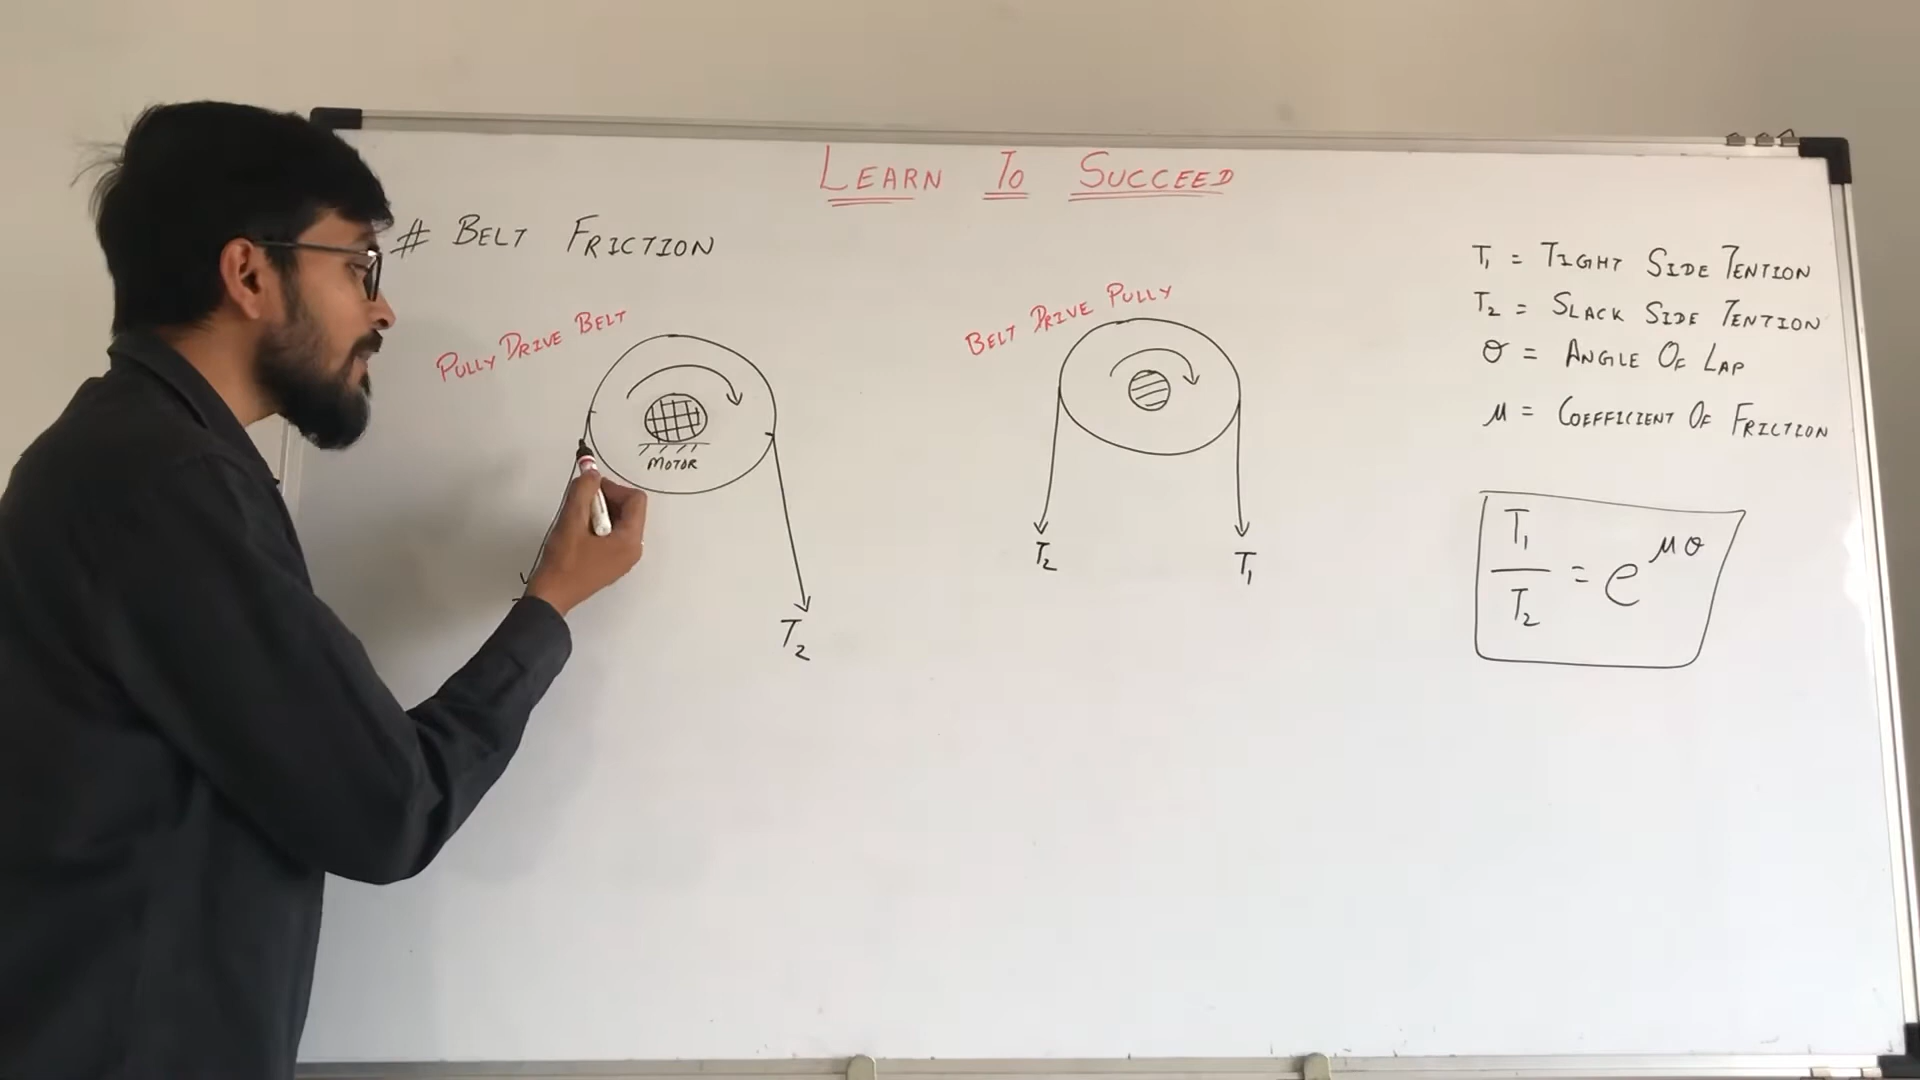 LEARN TO SUCCEED
# BELT FRICTION
PULLY DRIVE BELT
MOTOR
T₂
BELT DRIVE PULLY
T₂
T₁
T₁ = TIGHT SIDE TENTION
T₂ = SLACK SIDE TENTION
θ = ANGLE OF LAP
μ = COEFFICIENT OF FRICTION
T₁
— = e^μθ
T₂